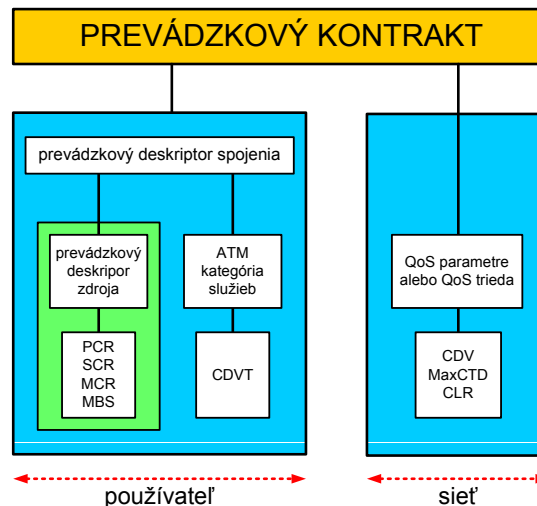 PREVÁDZKOVÝ KONTRAKT
prevádzkový deskriptor spojenia
prevádzkový
deskripor
zdroja
PCR
SCR
MCR
MBS
ATM
kategória
služieb
CDVT
QoS parametre
alebo QoS trieda
CDV
MaxCTD
CLR
používateľ
sieť